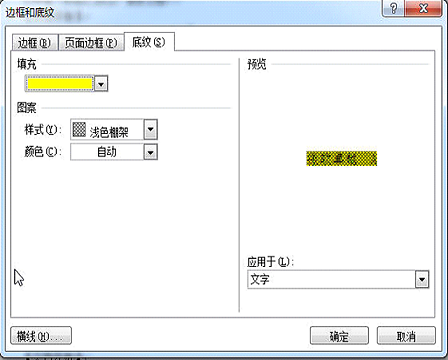 边框和底纹
边框(B) 页面边框(P) 底纹(S)
填充
预览
图案
样式(Y): 浅色棚架
颜色(C): 自动
应用于(L):
文字
横线(H)... 确定 取消